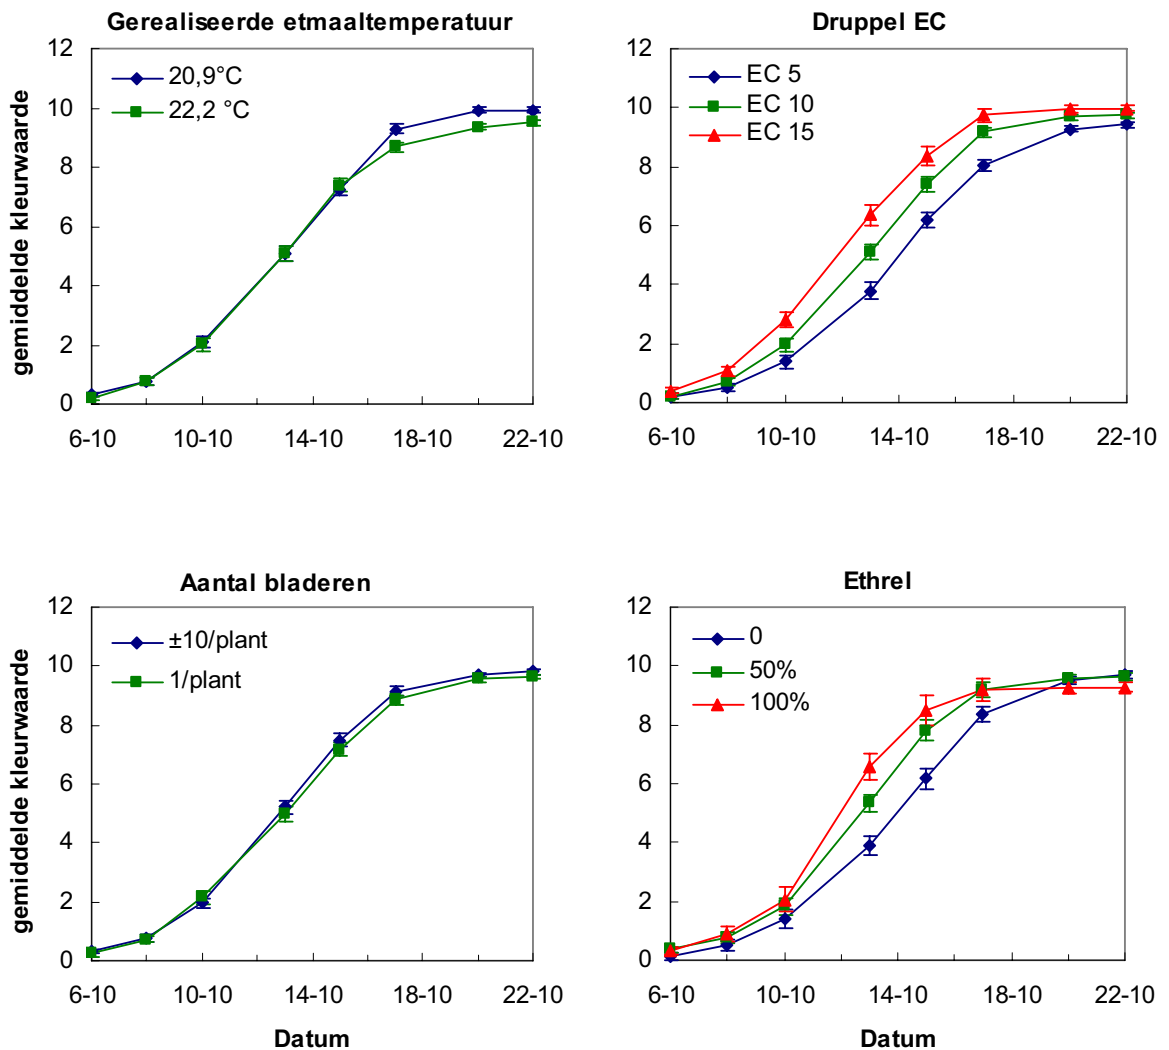 Gerealiseerde etmaaltemperatuur
12
10
8
6
4
2
0
gemiddelde kleurwaarde
20,9°C
22,2 °C
6-10 10-10 14-10 18-10 22-10
Druppel EC
12
10
8
6
4
2
0
EC 5
EC 10
EC 15
6-10 10-10 14-10 18-10 22-10
Aantal bladeren
12
10
8
6
4
2
0
gemiddelde kleurwaarde
±10/plant
1/plant
6-10 10-10 14-10 18-10 22-10
Datum
Ethrel
12
10
8
6
4
2
0
0
50%
100%
6-10 10-10 14-10 18-10 22-10
Datum